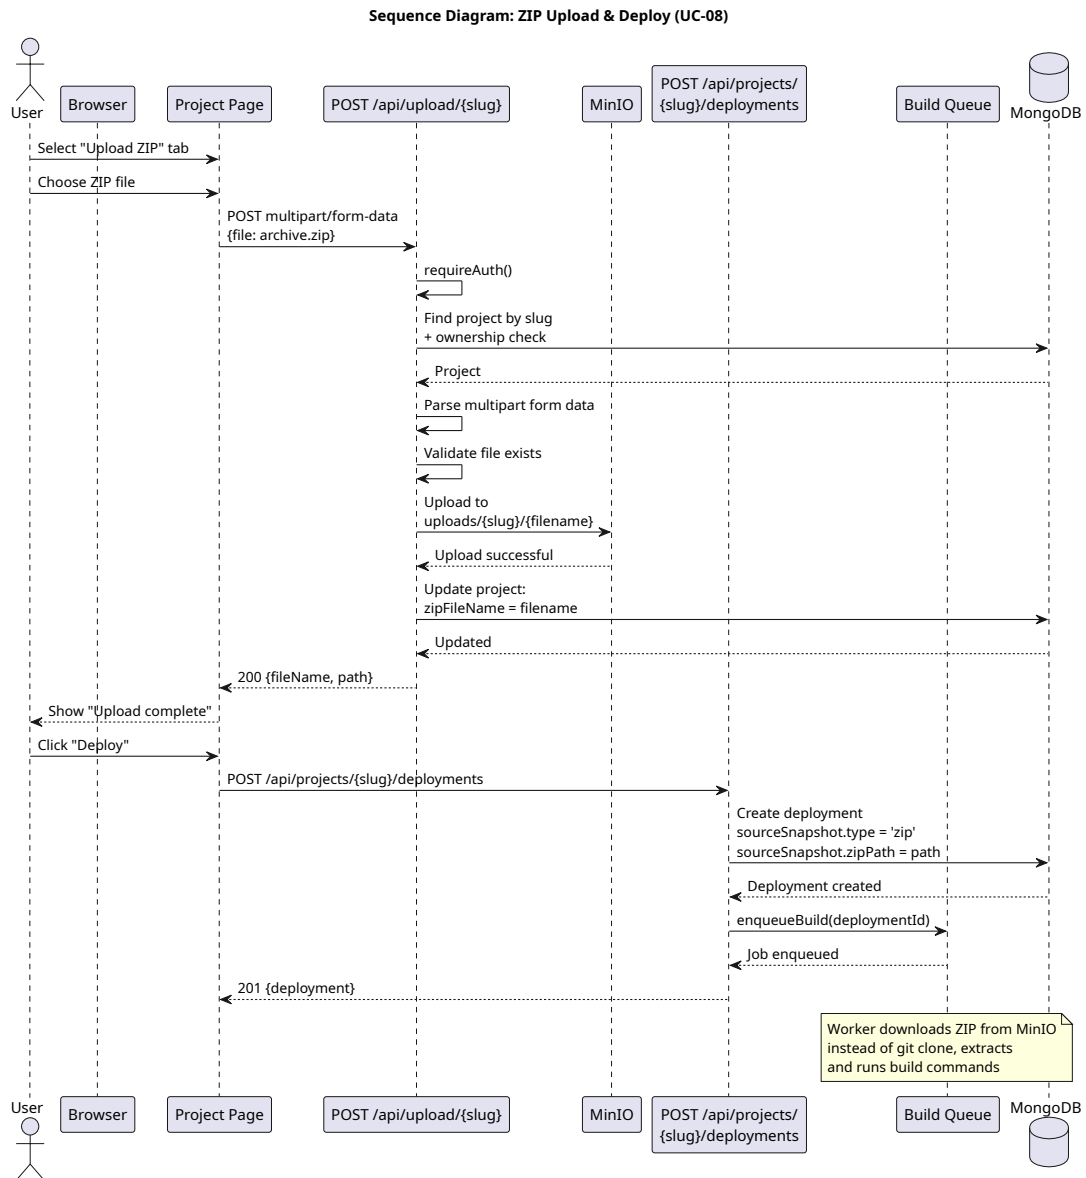 Sequence Diagram: ZIP Upload & Deploy (UC-08)
User
Browser
Project Page
POST /api/upload/{slug}
MinIO
POST /api/projects/
{slug}/deployments
Build Queue
MongoDB
Select "Upload ZIP" tab
Choose ZIP file
POST multipart/form-data
{file: archive.zip}
requireAuth()
Find project by slug
+ ownership check
Project
Parse multipart form data
Validate file exists
Upload to
uploads/{slug}/{filename}
Upload successful
Update project:
zipFileName = filename
Updated
200 {fileName, path}
Show "Upload complete"
Click "Deploy"
POST /api/projects/{slug}/deployments
Create deployment
sourceSnapshot.type = 'zip'
sourceSnapshot.zipPath = path
Deployment created
enqueueBuild(deploymentId)
Job enqueued
201 {deployment}
Worker downloads ZIP from MinIO
instead of git clone, extracts
and runs build commands
User
Browser
Project Page
POST /api/upload/{slug}
MinIO
POST /api/projects/
{slug}/deployments
Build Queue
MongoDB